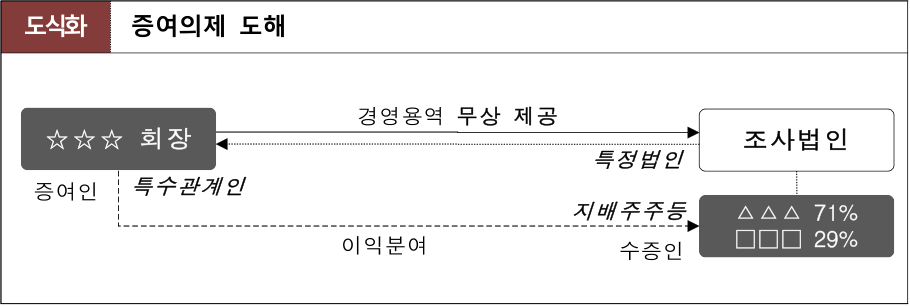 도식화 증여의제 도해
경영용역 무상 제공
☆☆☆ 회장
조사법인
특정법인
증여인
특수관계인
지배주주등
△ △ △ 71%
□□□ 29%
이익분여
수증인